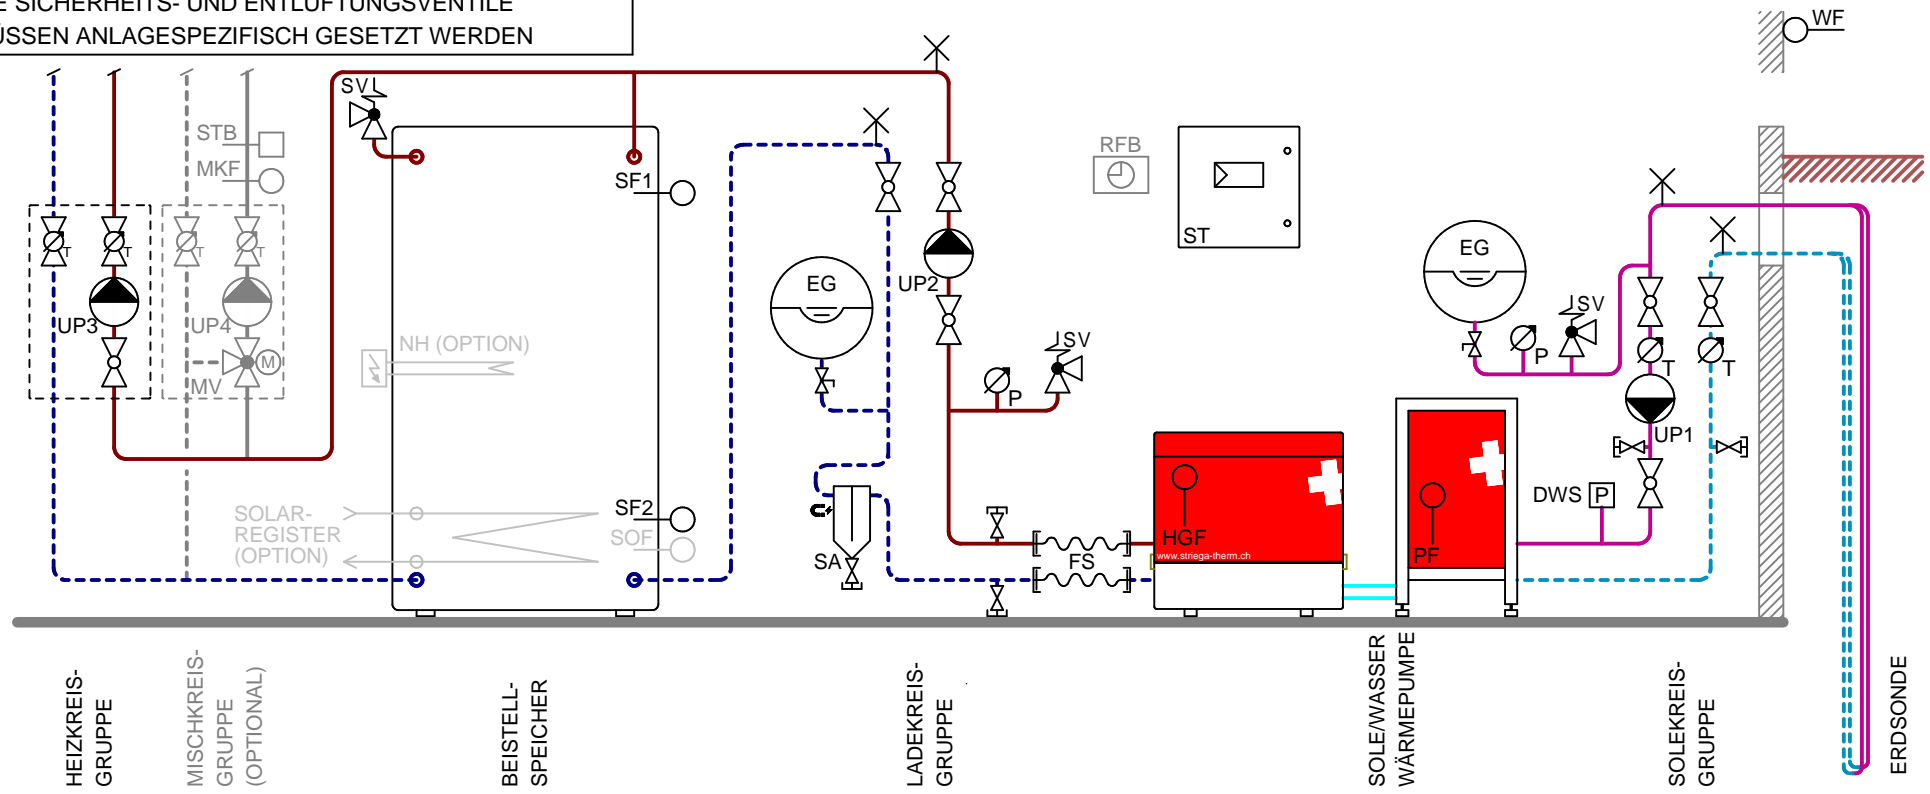 SICHERHEITS- UND ENTLÜFTUNGSVENTILE
ANLAGESPEZIFISCH GESETZT WERDEN
WF
SV
STB
MKF
SF1
RFB
ST
EG
EG
UP2
T
T
T
T
UP3
UP4
M
MV
NH (OPTION)
SV
P
SV
P
T
T
UP1
SOLAR-
REGISTER
(OPTION)
SF2
SOF
SA
FS
HGF
www.striega-therm.ch
PF
DWS
P
HEIZKREIS-
GRUPPE
MISCHKREIS-
GRUPPE
(OPTIONAL)
BEISTELL-
SPEICHER
LADEKREIS-
GRUPPE
SOLE/WASSER
WÄRMEPUMPE
SOLEKREIS-
GRUPPE
ERDSONDE